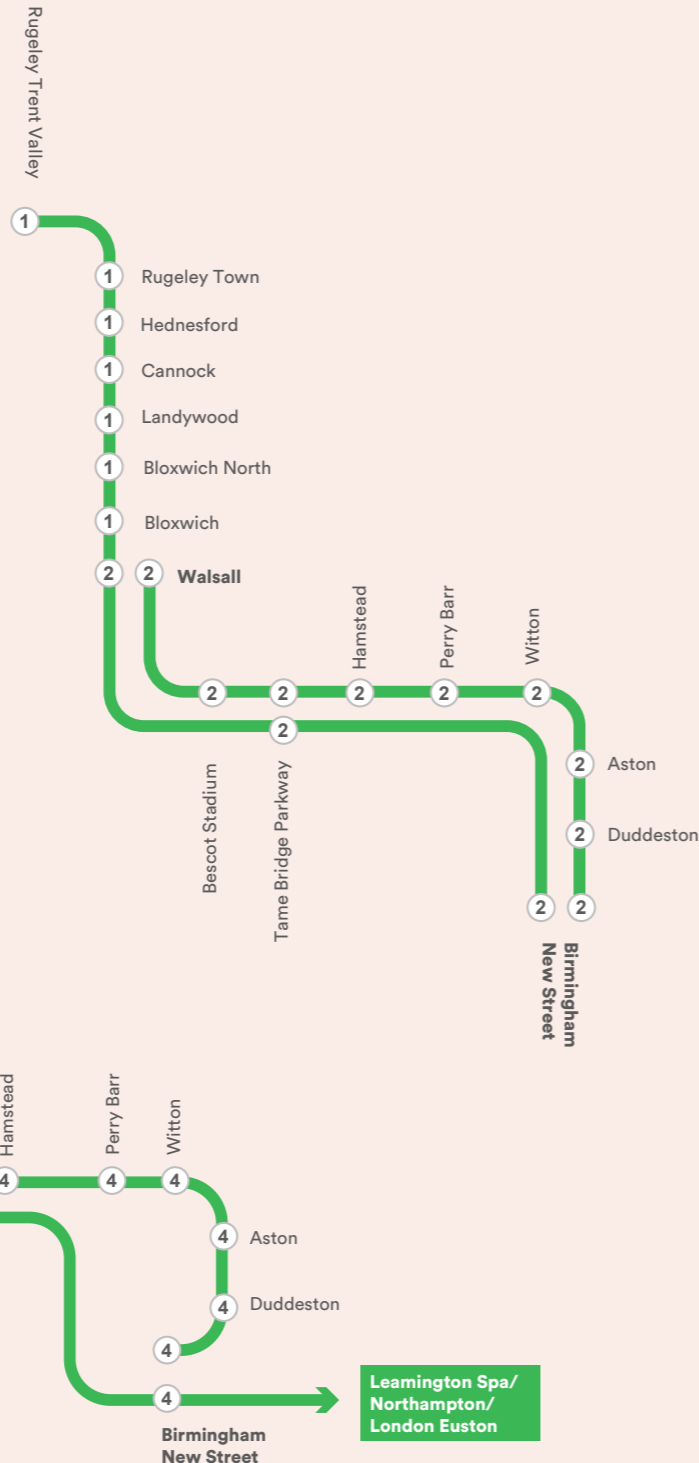 Rugeley Trent Valley
1
1 Rugeley Town
1 Hednesford
1 Cannock
1 Landywood
1 Bloxwich North
1 Bloxwich
2 2 Walsall
Hamstead
Perry Barr
Witton
2 2 2 2 2
2
Bescot Stadium
Tame Bridge Parkway
2 Aston
2 Duddeston
2 2
Birmingham
New Street
Hamstead
Perry Barr
Witton
4 4 4
4 Aston
4 Duddeston
4
4
Birmingham
New Street
Leamington Spa/
Northampton/
London Euston